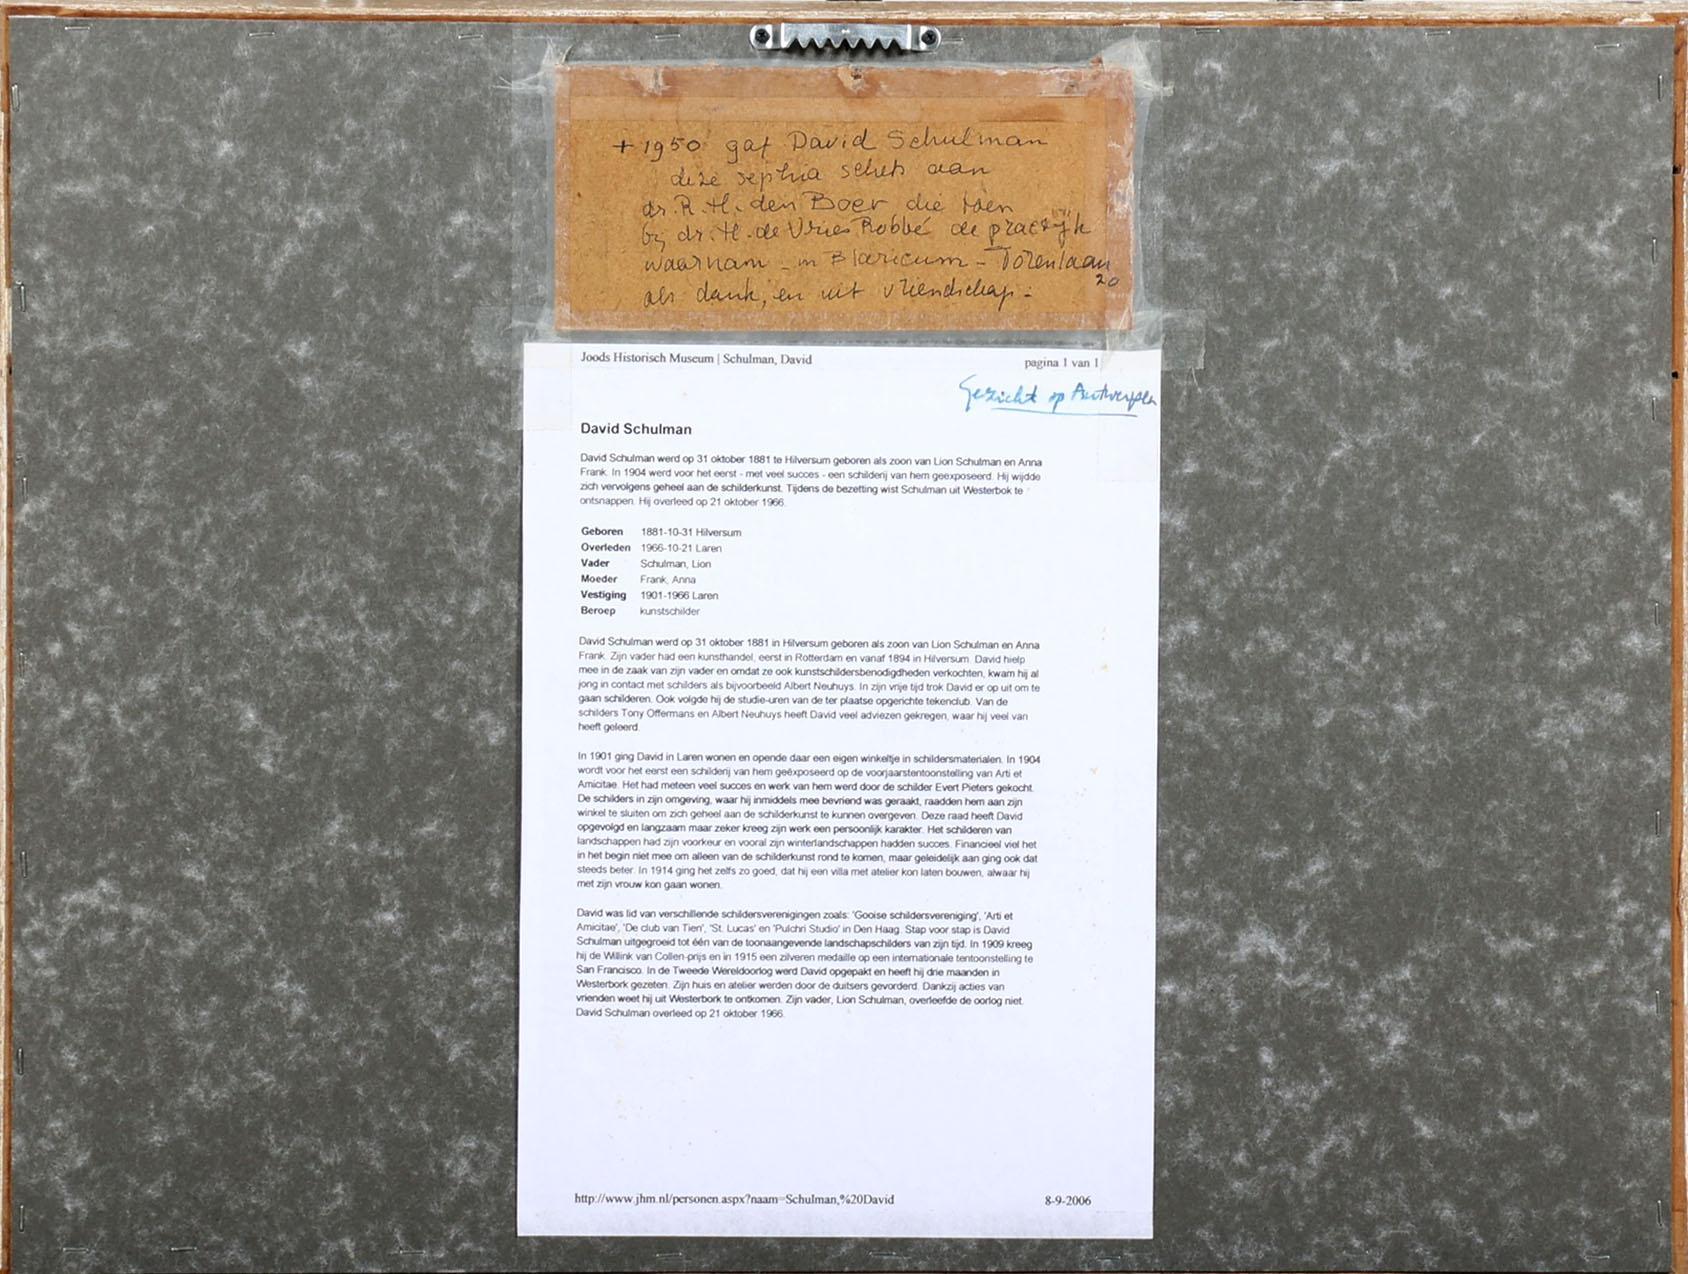 + 1950 gaf David Schulman
deze sephia schets aan
dr. R. H. den Boer die toen
bij dr. H. de Vries Robbé de practijk
waarnam - in Blaricum - Torenlaan
20
als dank, en uit vriendschap.
Joods Historisch Museum | Schulman, David
pagina 1 van 1
Gezicht op Antwerpen
David Schulman
David Schulman werd op 31 oktober 1881 te Hilversum geboren als zoon van Lion Schulman en Anna
Frank. In 1904 werd voor het eerst - met veel succes - een schilderij van hem geexposeerd. Hij wijdde
zich vervolgens geheel aan de schilderkunst. Tijdens de bezetting wist Schulman uit Westerbok te
ontsnappen. Hij overleed op 21 oktober 1966.
Geboren 1881-10-31 Hilversum
Overleden 1966-10-21 Laren
Vader Schulman, Lion
Moeder Frank, Anna
Vestiging 1901-1966 Laren
Beroep kunstschilder
David Schulman werd op 31 oktober 1881 in Hilversum geboren als zoon van Lion Schulman en Anna
Frank. Zijn vader had een kunsthandel, eerst in Rotterdam en vanaf 1894 in Hilversum. David hielp
mee in de zaak van zijn vader en omdat ze ook kunstschildersbenodigdheden verkochten, kwam hij al
jong in contact met schilders als bijvoorbeeld Albert Neuhuys. In zijn vrije tijd trok David er op uit om te
gaan schilderen. Ook volgde hij de studie-uren van de ter plaatse opgerichte tekenclub. Van de
schilders Tony Offermans en Albert Neuhuys heeft David veel adviezen gekregen, waar hij veel van
heeft geleerd.
In 1901 ging David in Laren wonen en opende daar een eigen winkeltje in schildersmaterialen. In 1904
wordt voor het eerst een schilderij van hem geëxposeerd op de voorjaarstentoonstelling van Arti et
Amicitae. Het had meteen veel succes en werk van hem werd door de schilder Evert Pieters gekocht.
De schilders in zijn omgeving, waar hij inmiddels mee bevriend was geraakt, raadden hem aan zijn
winkel te sluiten om zich geheel aan de schilderkunst te kunnen overgeven. Deze raad heeft David
opgevolgd en langzaam maar zeker kreeg zijn werk een persoonlijk karakter. Het schilderen van
landschappen had zijn voorkeur en vooral zijn winterlandschappen hadden succes. Financieel viel het
in het begin niet mee om alleen van de schilderkunst rond te komen, maar geleidelijk aan ging ook dat
steeds beter. In 1914 ging het zelfs zo goed, dat hij een villa met atelier kon laten bouwen, alwaar hij
met zijn vrouw kon gaan wonen.
David was lid van verschillende schildersverenigingen zoals: 'Gooise schildersvereniging', 'Arti et
Amicitae', 'De club van Tien', 'St. Lucas' en 'Pulchri Studio' in Den Haag. Stap voor stap is David
Schulman uitgegroeid tot één van de toonaangevende landschapschilders van zijn tijd. In 1909 kreeg
hij de Willink van Collen-prijs en in 1915 een zilveren medaille op een internationale tentoonstelling te
San Francisco. In de Tweede Wereldoorlog werd David opgepakt en heeft hij drie maanden in
Westerbork gezeten. Zijn huis en atelier werden door de duitsers gevorderd. Dankzij acties van
vrienden weet hij uit Westerbork te ontkomen. Zijn vader, Lion Schulman, overleefde de oorlog niet.
David Schulman overleed op 21 oktober 1966.
http://www.jhm.nl/personen.aspx?naam=Schulman,%20David
8-9-2006